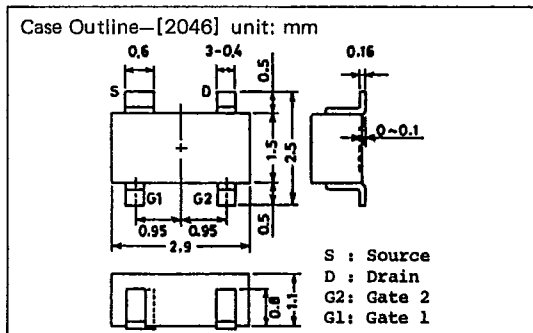 Case Outline—[2046] unit: mm
0.6
3-0.4
0.16
S
D
0.5
0~0.1
1.5
2.5
G1
G2
0.5
0.95
0.95
2.9
S : Source
D : Drain
G2: Gate 2
G1: Gate 1
0.8
1.1